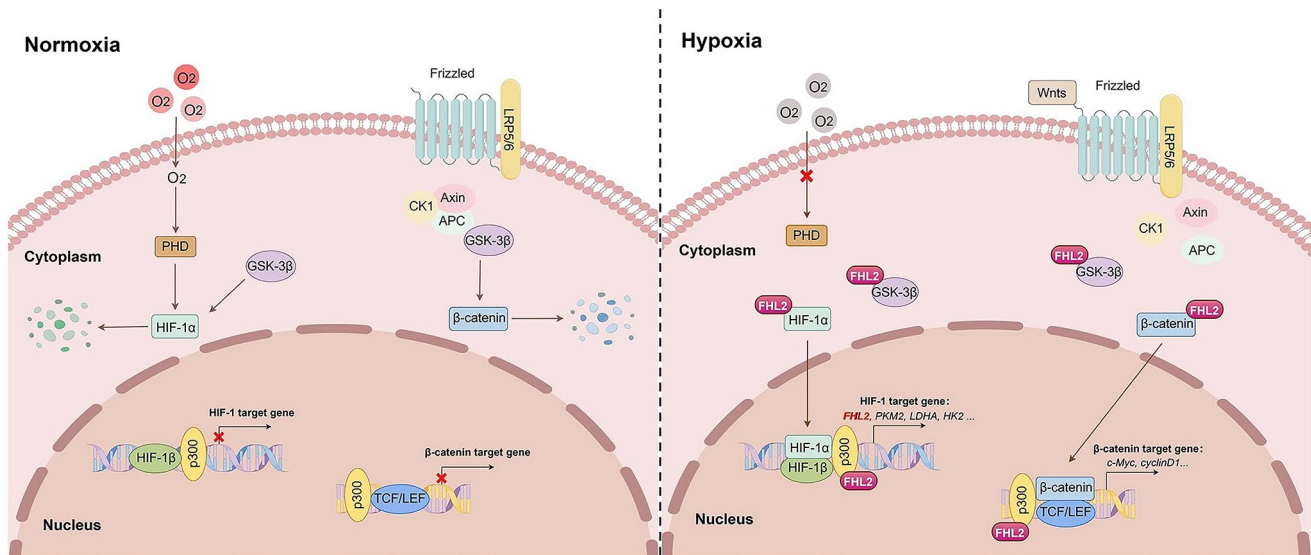 Normoxia
O2
O2
O2
O2
PHD
GSK-3β
HIF-1α
Cytoplasm
Frizzled
LRP5/6
CK1
Axin
APC
GSK-3β
β-catenin
HIF-1 target gene
HIF-1β
p300
β-catenin target gene
p300
TCF/LEF
Nucleus
Hypoxia
O2
O2
O2
PHD
Wnts
Frizzled
LRP5/6
CK1
Axin
APC
Cytoplasm
FHL2
GSK-3β
FHL2
GSK-3β
FHL2
HIF-1α
FHL2
β-catenin
HIF-1 target gene:
FHL2, PKM2, LDHA, HK2 ...
HIF-1α
HIF-1β
p300
FHL2
β-catenin target gene:
c-Myc, cyclinD1...
p300
β-catenin
TCF/LEF
FHL2
Nucleus